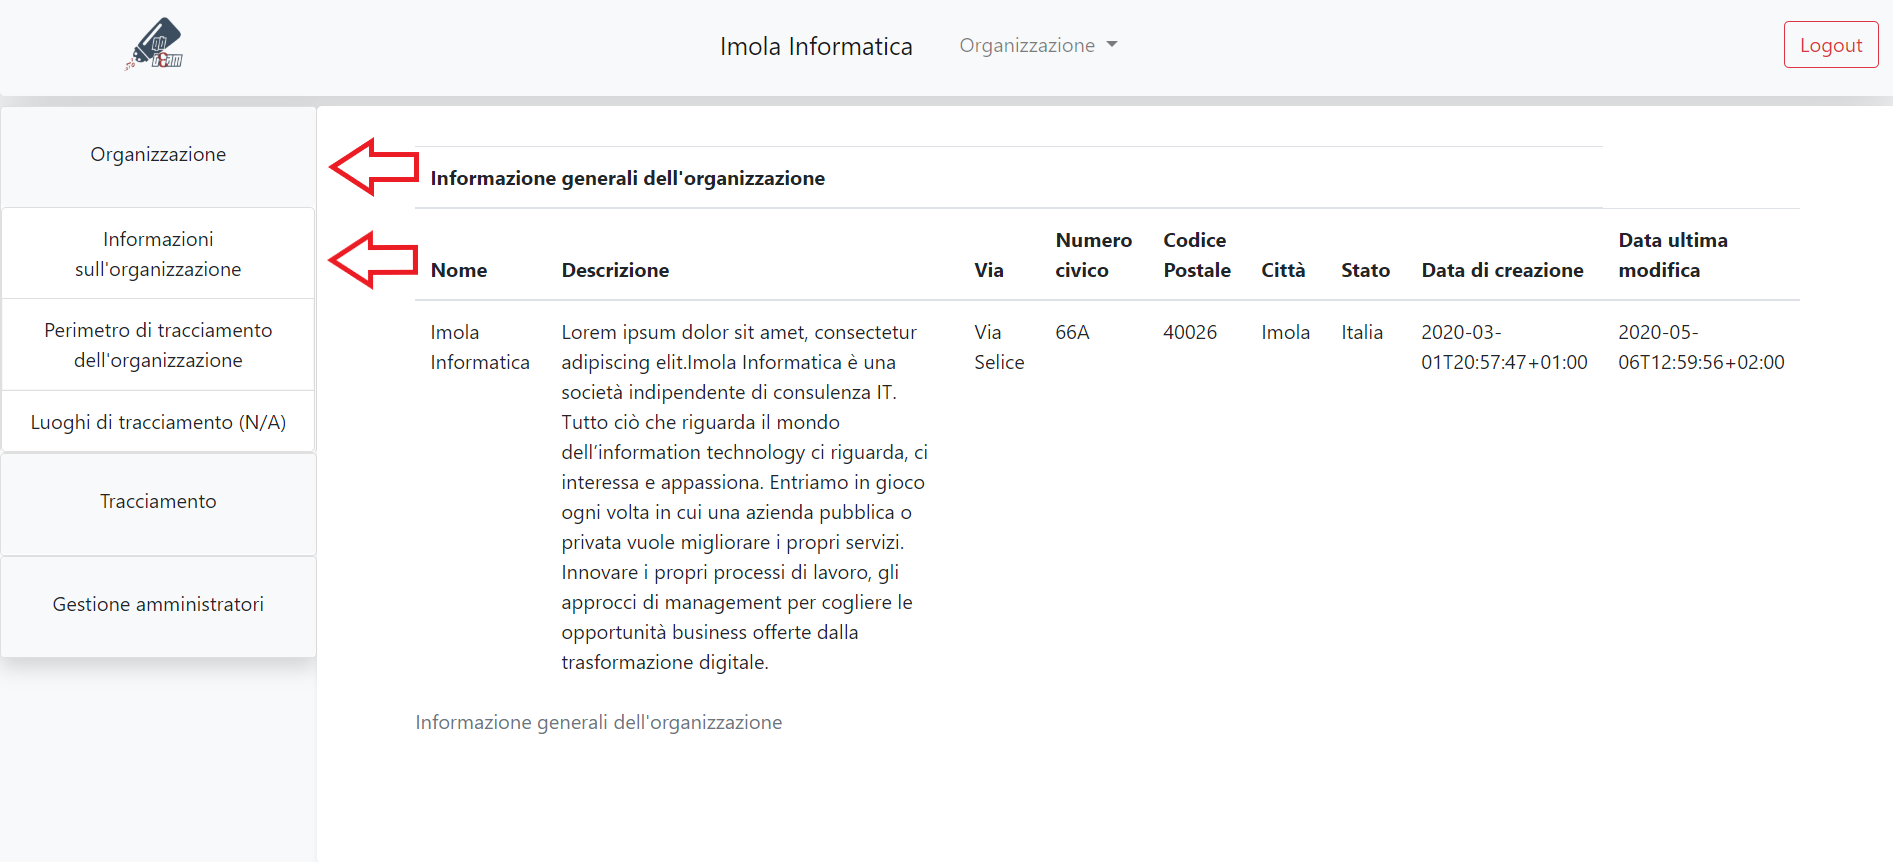 qb
team
Imola Informatica
Organizzazione
Logout
Organizzazione
Informazioni
sull'organizzazione
Perimetro di tracciamento
dell'organizzazione
Luoghi di tracciamento (N/A)
Tracciamento
Gestione amministratori
Informazione generali dell'organizzazione
Nome
Descrizione
Via
Numero
civico
Codice
Postale
Città
Stato
Data di creazione
Data ultima
modifica
Imola
Informatica
Lorem ipsum dolor sit amet, consectetur
adipiscing elit.Imola Informatica è una
società indipendente di consulenza IT.
Tutto ciò che riguarda il mondo
dell’information technology ci riguarda, ci
interessa e appassiona. Entriamo in gioco
ogni volta in cui una azienda pubblica o
privata vuole migliorare i propri servizi.
Innovare i propri processi di lavoro, gli
approcci di management per cogliere le
opportunità business offerte dalla
trasformazione digitale.
Via
Selice
66A
40026
Imola
Italia
2020-03-
01T20:57:47+01:00
2020-05-
06T12:59:56+02:00
Informazione generali dell'organizzazione